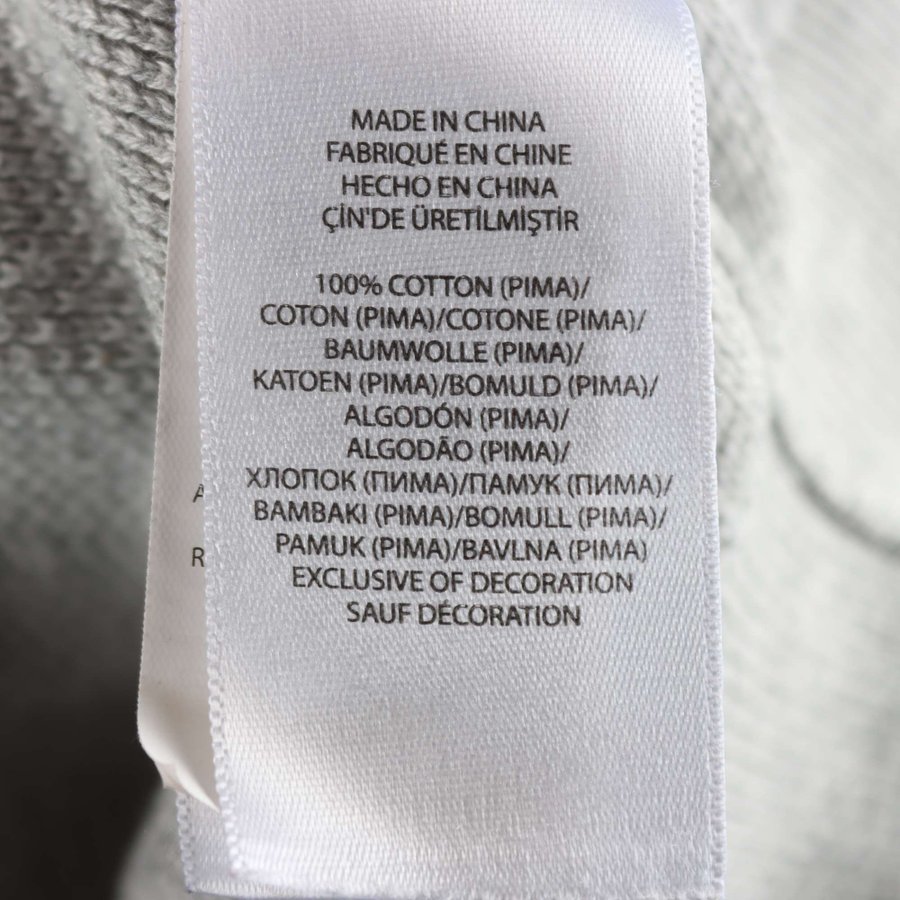 MADE IN CHINA
FABRIQUÉ EN CHINE
HECHO EN CHINA
ÇİN'DE ÜRETİLMİŞTİR
100% COTTON (PIMA)/
COTON (PIMA)/COTONE (PIMA)/
BAUMWOLLE (PIMA)/
KATOEN (PIMA)/BOMULD (PIMA)/
ALGODÓN (PIMA)/
ALGODÃO (PIMA)/
ХЛОПОК (ПИМА)/ПАМУК (ПИМА)/
BAMBAKI (PIMA)/BOMULL (PIMA)/
PAMUK (PIMA)/BAVLNA (PIMA)
EXCLUSIVE OF DECORATION
SAUF DÉCORATION